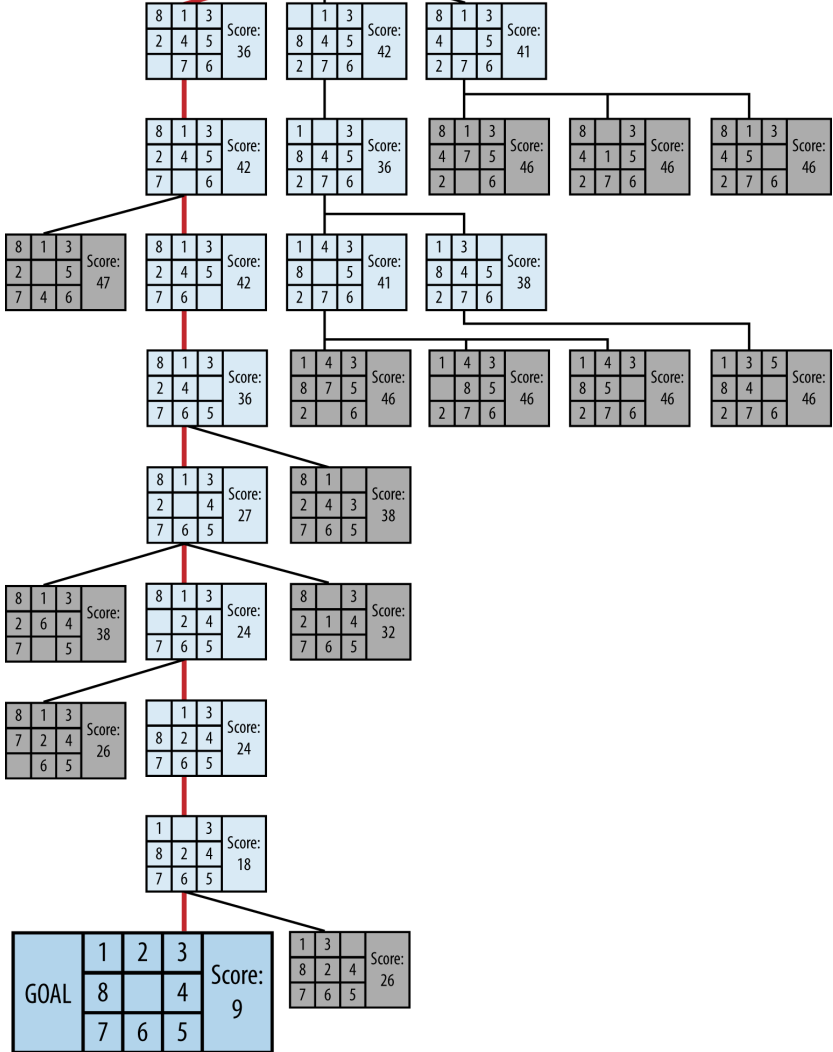 8 1 3
2 4 5 Score: 36
7 6
1 3
8 4 5 Score: 42
2 7 6
8 1 3
4 5 Score: 41
2 7 6
8 1 3
2 4 5 Score: 42
7 6
1 3
8 4 5 Score: 36
2 7 6
8 1 3
4 7 5 Score: 46
2 6
8 3
4 1 5 Score: 46
2 7 6
8 1 3
4 5 Score: 46
2 7 6
8 1 3
2 5 Score: 47
7 4 6
8 1 3
2 4 5 Score: 42
7 6
1 4 3
8 5 Score: 41
2 7 6
1 3
8 4 5 Score: 38
2 7 6
8 1 3
2 4 Score: 36
7 6 5
1 4 3
8 7 5 Score: 46
2 6
1 4 3
8 5 Score: 46
2 7 6
1 4 3
8 5 Score: 46
2 7 6
1 3 5
8 4 Score: 46
2 7 6
8 1 3
2 4 Score: 27
7 6 5
8 1
2 4 3 Score: 38
7 6 5
8 1 3
2 6 4 Score: 38
7 5
8 1 3
2 4 Score: 24
7 6 5
8 3
2 1 4 Score: 32
7 6 5
8 1 3
7 2 4 Score: 26
6 5
1 3
8 2 4 Score: 24
7 6 5
1 3
8 2 4 Score: 18
7 6 5
1 2 3
GOAL 8 4 Score: 9
7 6 5
1 3
8 2 4 Score: 26
7 6 5